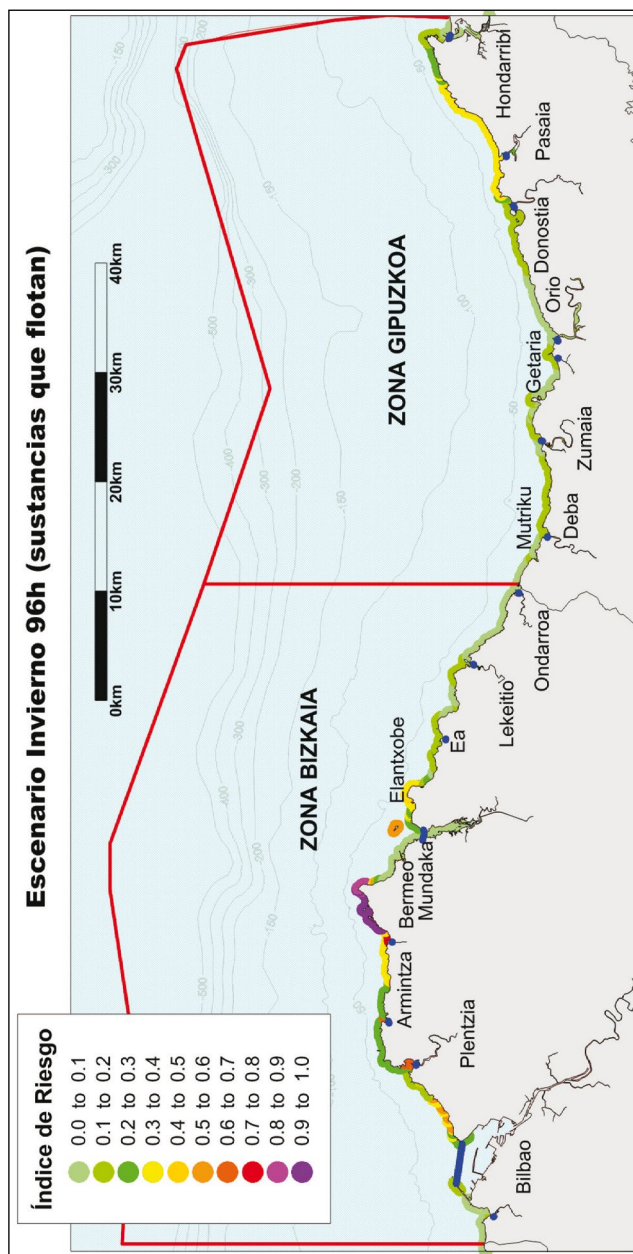 Escenario Invierno 96h (sustancias que flotan)
Índice de Riesgo
0.0 to 0.1
0.1 to 0.2
0.2 to 0.3
0.3 to 0.4
0.4 to 0.5
0.5 to 0.6
0.6 to 0.7
0.7 to 0.8
0.8 to 0.9
0.9 to 1.0
0km 10km 20km 30km 40km
ZONA BIZKAIA
ZONA GIPUZKOA
Bilbao
Plentzia
Armintza
Bermeo
Mundaka
Elantxobe
Ea
Lekeitio
Ondarroa
Mutriku
Deba
Zumaia
Getaria
Orio
Donostia
Pasaia
Hondarribi